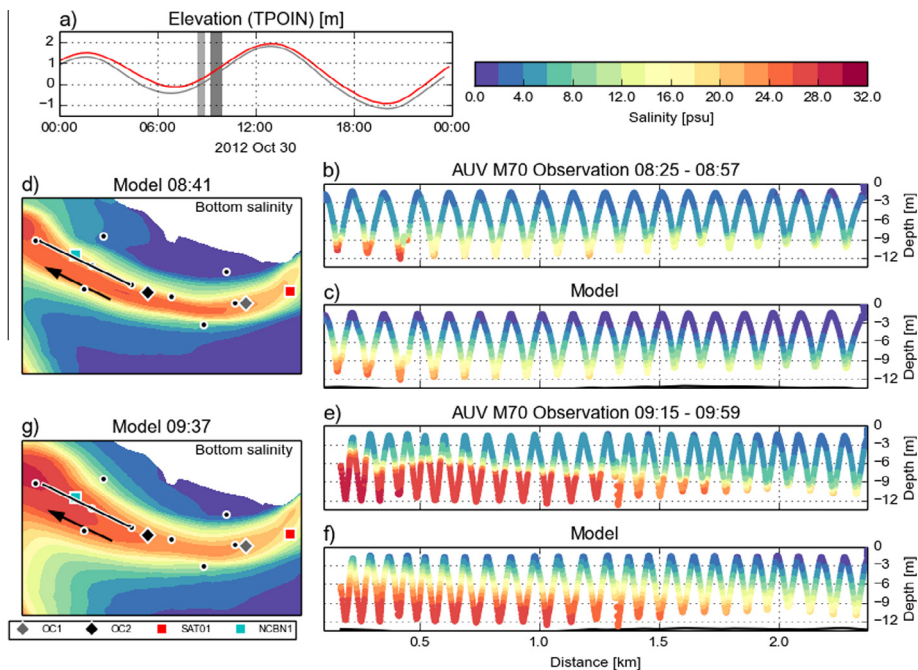 a) Elevation (TPOIN) [m]
2
1
0
−1
00:00 06:00 12:00 18:00 00:00
2012 Oct 30
0.0 4.0 8.0 12.0 16.0 20.0 24.0 28.0 32.0
Salinity [psu]
d) Model 08:41
Bottom salinity
b) AUV M70 Observation 08:25 - 08:57
0
−3
−6
−9
−12
Depth [m]
c) Model
0
−3
−6
−9
−12
Depth [m]
g) Model 09:37
Bottom salinity
OC1 OC2 SAT01 NCBN1
e) AUV M70 Observation 09:15 - 09:59
0
−3
−6
−9
−12
Depth [m]
f) Model
0
−3
−6
−9
−12
Depth [m]
0.5 1.0 1.5 2.0
Distance [km]